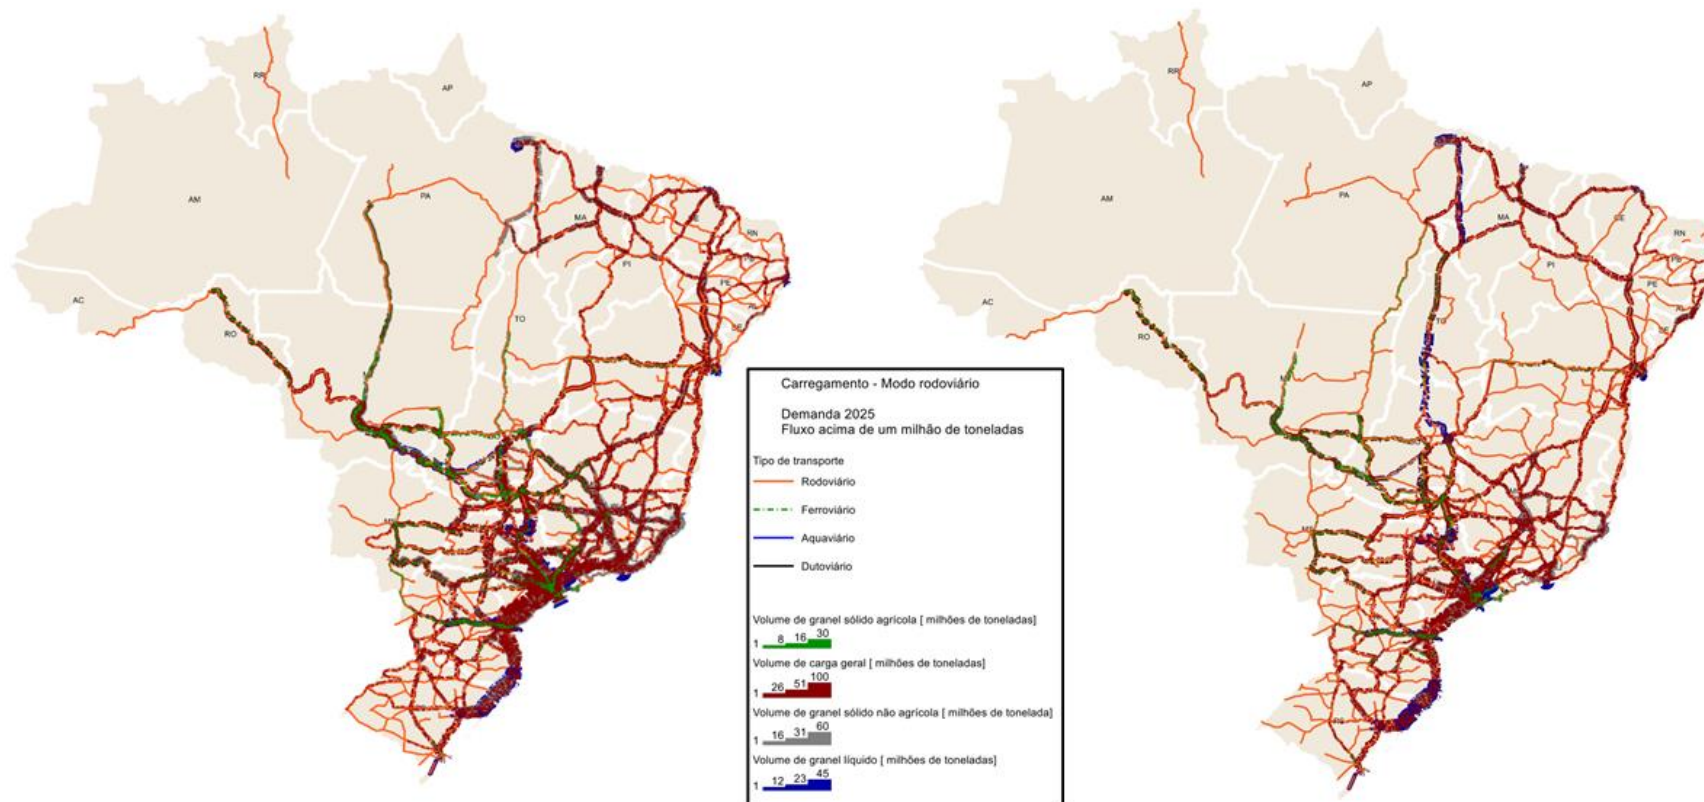 RR
AP
AM
PA
MA
CE
RN
PI
PE
AC
TO
SE
RO
Carregamento - Modo rodoviário
Demanda 2025
Fluxo acima de um milhão de toneladas
Tipo de transporte
Rodoviário
Ferroviário
Aquaviário
Dutoviário
Volume de granel sólido agrícola [ milhões de toneladas]
1 8 16 30
Volume de carga geral [ milhões de toneladas]
1 26 51 100
Volume de granel sólido não agrícola [ milhões de tonelada]
1 16 31 60
Volume de granel líquido [ milhões de toneladas]
1 12 23 45
RR
AP
AM
PA
MA
CE
RN
PI
PE
AC
TO
SE
RO
RS